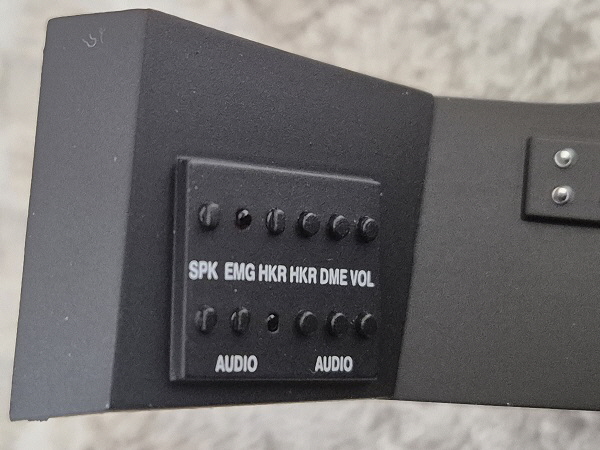 SPK EMG HKR HKR DME VOL
AUDIO AUDIO